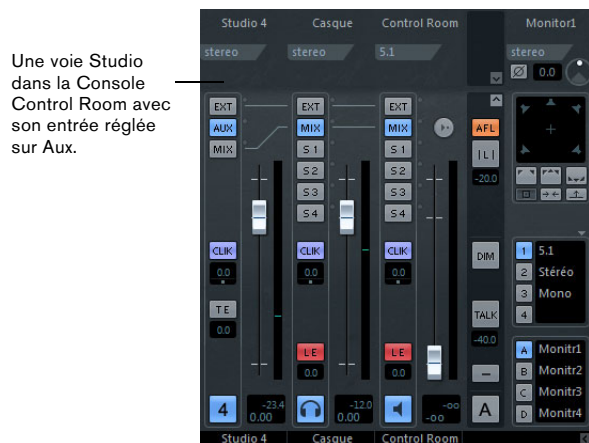 Une voie Studio
dans la Console
Control Room avec
son entrée réglée
sur Aux.
Studio 4 Casque Control Room Monitor1
stereo stereo 5.1 stereo
0.0
EXT EXT EXT
AUX MIX MIX AFL
MIX S 1 S 1 |L|
S 2 S 2 -20.0
S 3 S 3
S 4 S 4
CLIK CLIK CLIK DIM
0.0 0.0 0.0
1 5.1
2 Stéréo
3 Mono
4
TE TALK
0.0 -40.0
LE LE
0.0 0.0
A Monitr1
B Monitr2
C Monitr3
D Monitr4
4 -23.4 -12.0 -oo A
0.00 0.00 -oo
Studio 4 Casque Control Room